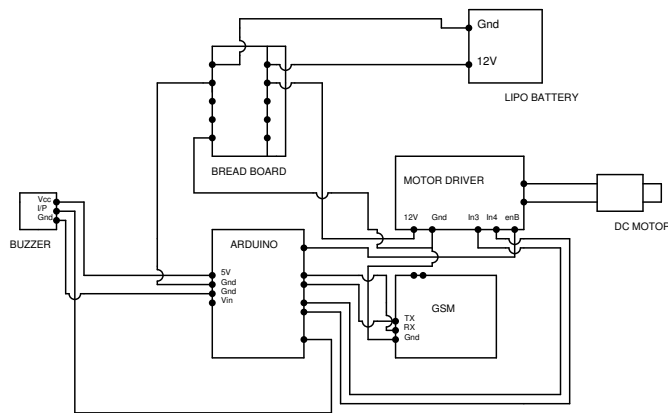 Gnd
12V
LIPO BATTERY
BREAD BOARD
MOTOR DRIVER
12V Gnd In3 In4 enB
DC MOTOR
Vcc
I/P
Gnd
BUZZER
ARDUINO
5V
Gnd
Gnd
Vin
GSM
TX
RX
Gnd